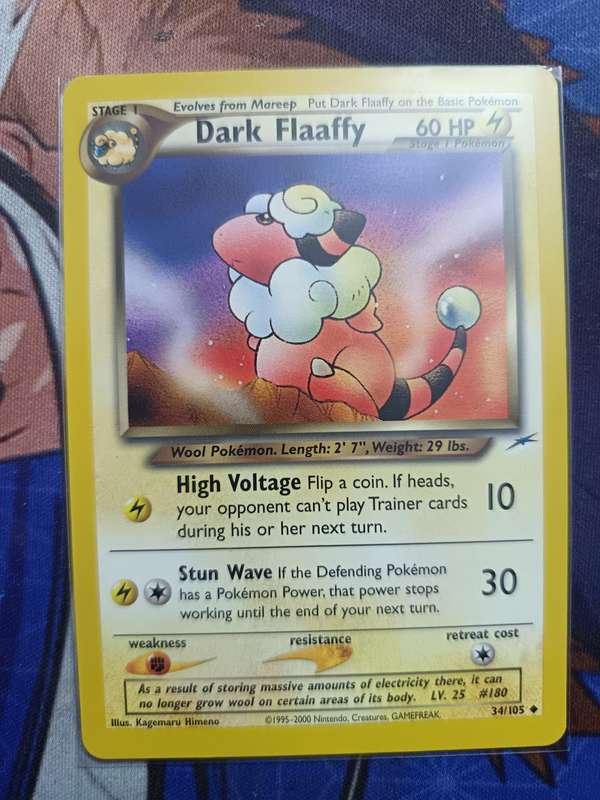 STAGE 1 Evolves from Mareep Put Dark Flaaffy on the Basic Pokémon
Dark Flaaffy 60 HP
Stage 1 Pokémon
Wool Pokémon. Length: 2' 7", Weight: 29 lbs.
High Voltage Flip a coin. If heads,
your opponent can't play Trainer cards 10
during his or her next turn.
Stun Wave If the Defending Pokémon
has a Pokémon Power, that power stops 30
working until the end of your next turn.
weakness resistance retreat cost
As a result of storing massive amounts of electricity there, it can
no longer grow wool on certain areas of its body. LV. 25 #180
Illus. Kagemaru Himeno ©1995-2000 Nintendo, Creatures, GAMEFREAK. 34/105